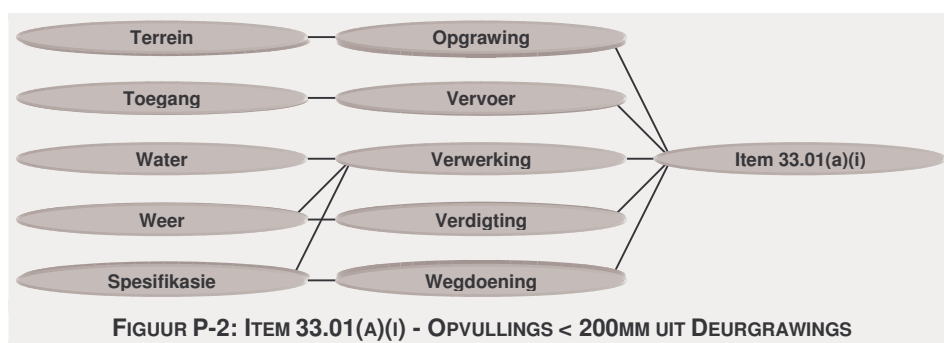 Terrein Opgrawing
Toegang Vervoer
Water Verwerking Item 33.01(a)(i)
Weer Verdigting
Spesifikasie Wegdoening
FIGUUR P-2: ITEM 33.01(A)(I) - OPVULLINGS < 200MM UIT DEURGRAWINGS